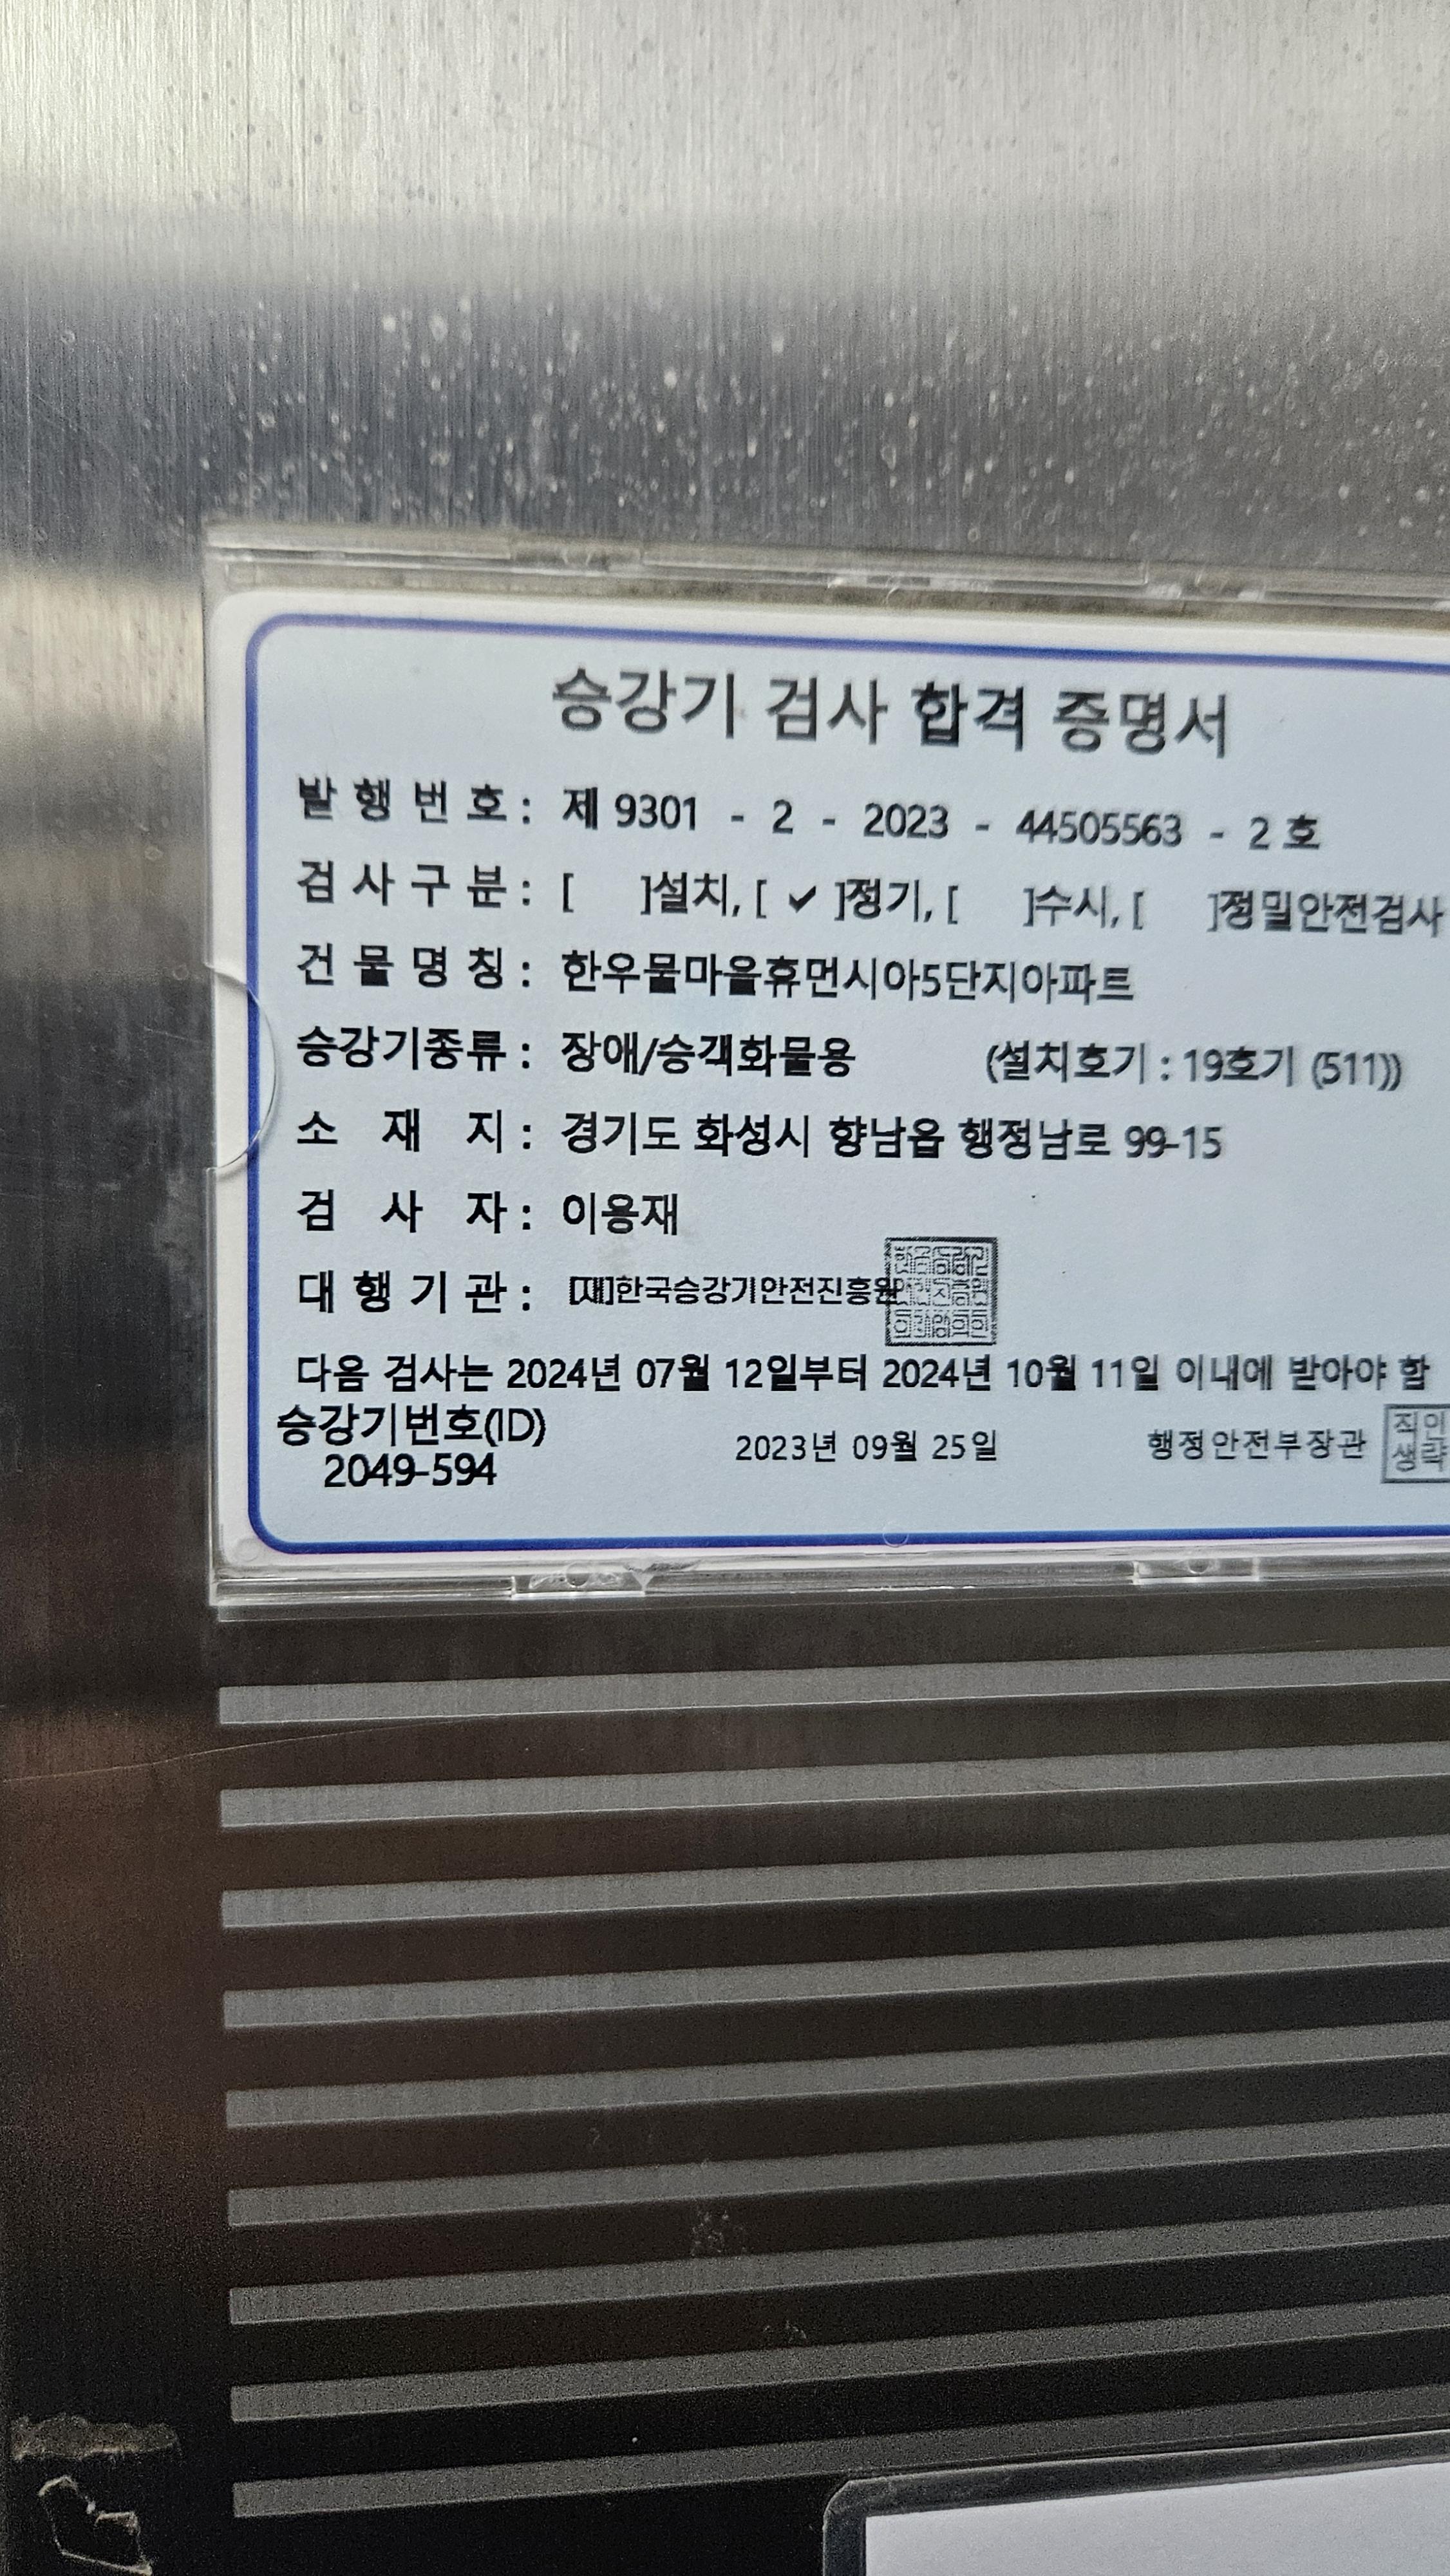 승강기 검사 합격 증명서
발 행 번 호 : 제 9301 - 2 - 2023 - 44505563 - 2 호
검 사 구 분 : [ ]설치, [ ✔ ]정기, [ ]수시, [ ]정밀안전검사
건 물 명 칭 : 한우물마을휴먼시아5단지아파트
승강기종류 : 장애/승객화물용 (설치호기 : 19호기 (511))
소 재 지 : 경기도 화성시 향남읍 행정남로 99-15
검 사 자 : 이용재
대 행 기 관 : [재]한국승강기안전진흥원
다음 검사는 2024년 07월 12일부터 2024년 10월 11일 이내에 받아야 함
승강기번호(ID)
2049-594
2023년 09월 25일 행정안전부장관
직인
생략